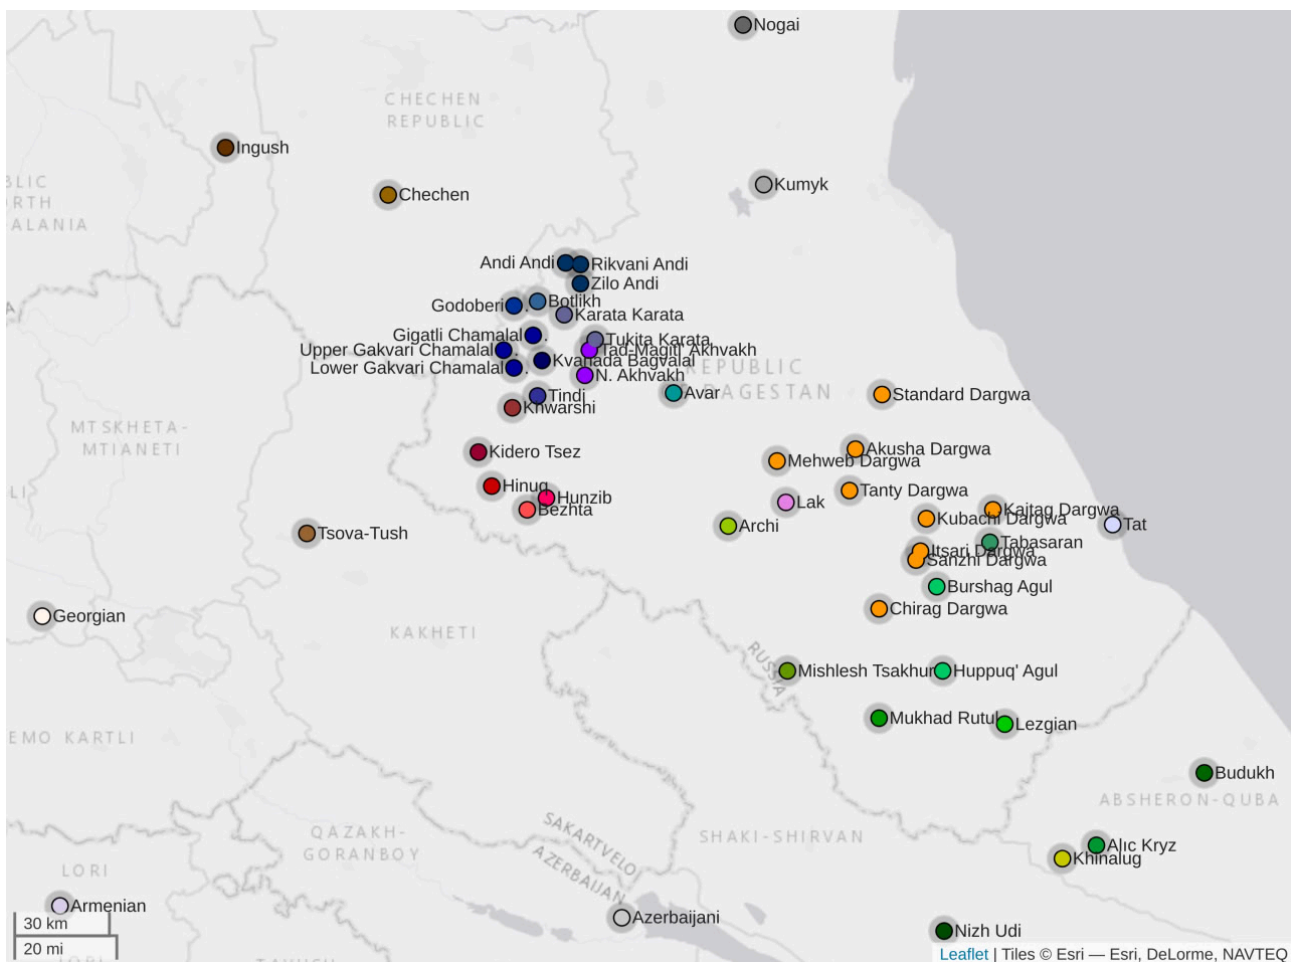 Nogai
CHECHEN
REPUBLIC
Ingush
BLIC
ORTH
ALANIA
Chechen
Kumyk
Andi Andi
Rikvani Andi
Zilo Andi
Godoberi
Botlikh
Karata Karata
Gigatli Chamalal
Tukita Karata
Upper Gakvari Chamalal
Tad-Magitl' Akhvakh
Kvanada Bagvalal
Lower Gakvari Chamalal
N. Akhvakh
REPUBLIC
DAGESTAN
Avar
Standard Dargwa
Tindi
Khwarshi
MTSKHETA-
MTIANETI
Kidero Tsez
Akusha Dargwa
Mehweb Dargwa
Hinuq
Tanty Dargwa
LI
Hunzib
Bezhta
Lak
Kaitag Dargwa
Kubachi Dargwa
Archi
Tat
Tsova-Tush
Tabasaran
Itsari Dargwa
Sanzhi Dargwa
Burshag Agul
Georgian
Chirag Dargwa
KAKHETI
RUSSIA
Mishlesh Tsakhur
Huppuq' Agul
Mukhad Rutul
Lezgian
EMO KARTLI
Budukh
ABSHERON-QUBA
QAZAKH-
GORANBOY
SAKARTVELO
SHAKI-SHIRVAN
AZERBAIJAN
Alıc Kryz
Khinalug
LORI
Armenian
Azerbaijani
30 km
20 mi
Nizh Udi
TAVUSH
Leaflet | Tiles © Esri — Esri, DeLorme, NAVTEQ